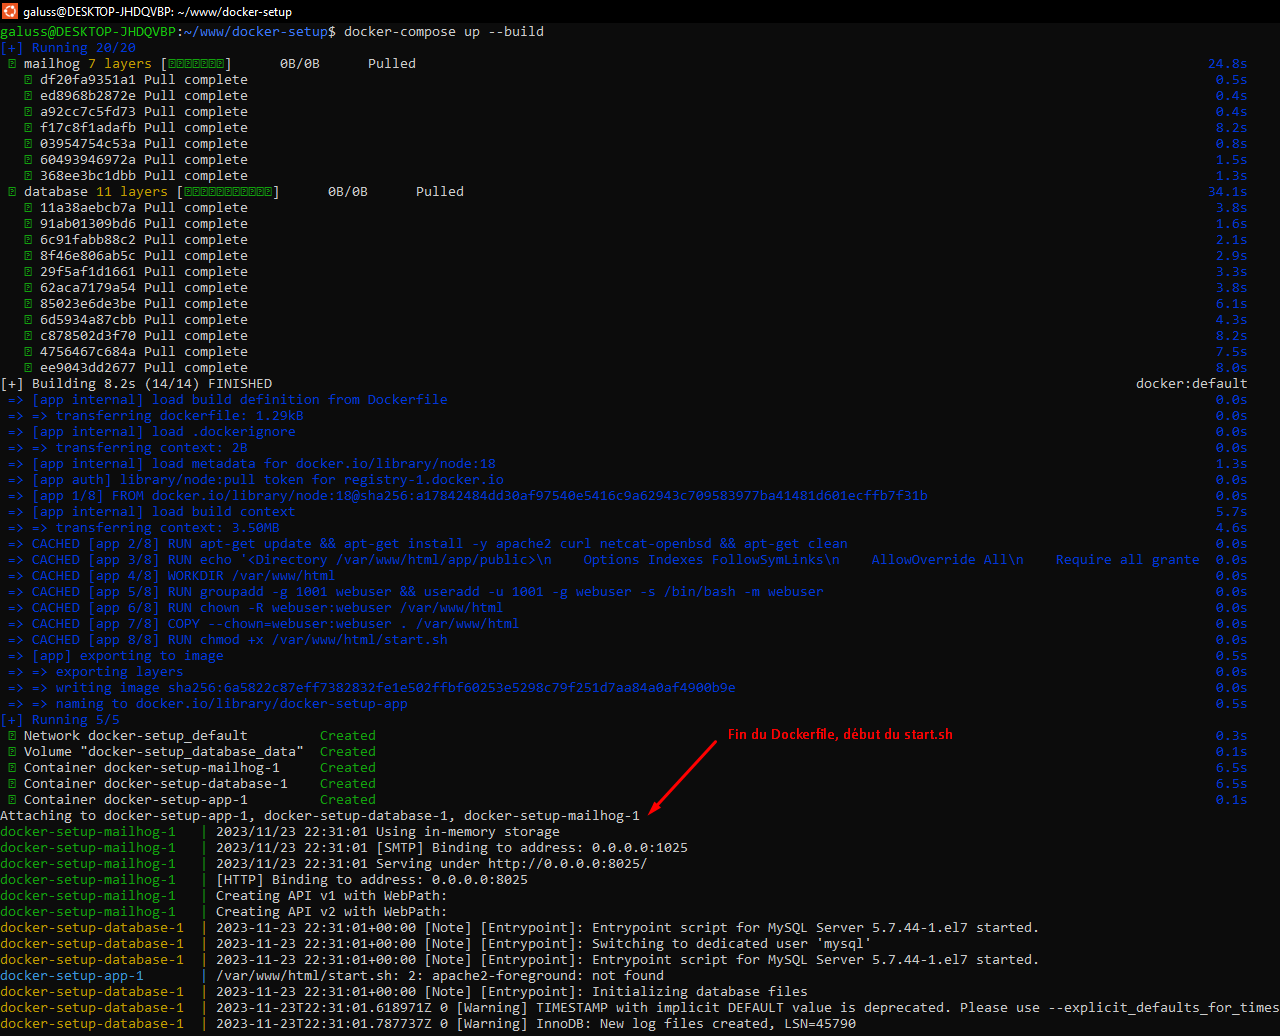 galuss@DESKTOP-JHDQVBP: ~/www/docker-setup
galuss@DESKTOP-JHDQVBP:~/www/docker-setup$ docker-compose up --build
[+] Running 20/20
mailhog 7 layers [] 0B/0B Pulled 24.8s
df20fa9351a1 Pull complete 0.5s
ed8968b2872e Pull complete 0.4s
a92cc7c5fd73 Pull complete 0.4s
f17c8f1adafb Pull complete 8.2s
03954754c53a Pull complete 0.8s
60493946972a Pull complete 1.5s
368ee3bc1dbb Pull complete 1.3s
database 11 layers [] 0B/0B Pulled 34.1s
11a38aebcb7a Pull complete 3.8s
91ab01309bd6 Pull complete 1.6s
6c91fabb88c2 Pull complete 2.1s
8f46e806ab5c Pull complete 2.9s
29f5af1d1661 Pull complete 3.3s
62aca7179a54 Pull complete 3.8s
85023e6de3be Pull complete 6.1s
6d5934a87cbb Pull complete 4.3s
c878502d3f70 Pull complete 8.2s
4756467c684a Pull complete 7.5s
ee9043dd2677 Pull complete 8.0s
[+] Building 8.2s (14/14) FINISHED docker:default
=> [app internal] load build definition from Dockerfile 0.0s
=> => transferring dockerfile: 1.29kB 0.0s
=> [app internal] load .dockerignore 0.0s
=> => transferring context: 2B 0.0s
=> [app internal] load metadata for docker.io/library/node:18 1.3s
=> [app auth] library/node:pull token for registry-1.docker.io 0.0s
=> [app 1/8] FROM docker.io/library/node:18@sha256:a17842484dd30af97540e5416c9a62943c709583977ba41481d601ecffb7f31b 0.0s
=> [app internal] load build context 5.7s
=> => transferring context: 3.50MB 4.6s
=> CACHED [app 2/8] RUN apt-get update && apt-get install -y apache2 curl netcat-openbsd && apt-get clean 0.0s
=> CACHED [app 3/8] RUN echo '<Directory /var/www/html/app/public>\n    Options Indexes FollowSymLinks\n    AllowOverride All\n    Require all grante 0.0s
=> CACHED [app 4/8] WORKDIR /var/www/html 0.0s
=> CACHED [app 5/8] RUN groupadd -g 1001 webuser && useradd -u 1001 -g webuser -s /bin/bash -m webuser 0.0s
=> CACHED [app 6/8] RUN chown -R webuser:webuser /var/www/html 0.0s
=> CACHED [app 7/8] COPY --chown=webuser:webuser . /var/www/html 0.0s
=> CACHED [app 8/8] RUN chmod +x /var/www/html/start.sh 0.0s
=> [app] exporting to image 0.5s
=> => exporting layers 0.0s
=> => writing image sha256:6a5822c87eff7382832fe1e502ffbf60253e5298c79f251d7aa84a0af4900b9e 0.0s
=> => naming to docker.io/library/docker-setup-app 0.5s
[+] Running 5/5
Network docker-setup_default Created 0.3s
Fin du Dockerfile, début du start.sh
Volume "docker-setup_database_data" Created 0.1s
Container docker-setup-mailhog-1 Created 6.5s
Container docker-setup-database-1 Created 6.5s
Container docker-setup-app-1 Created 0.1s
Attaching to docker-setup-app-1, docker-setup-database-1, docker-setup-mailhog-1
docker-setup-mailhog-1 | 2023/11/23 22:31:01 Using in-memory storage
docker-setup-mailhog-1 | 2023/11/23 22:31:01 [SMTP] Binding to address: 0.0.0.0:1025
docker-setup-mailhog-1 | 2023/11/23 22:31:01 Serving under http://0.0.0.0:8025/
docker-setup-mailhog-1 | [HTTP] Binding to address: 0.0.0.0:8025
docker-setup-mailhog-1 | Creating API v1 with WebPath:
docker-setup-mailhog-1 | Creating API v2 with WebPath:
docker-setup-database-1 | 2023-11-23 22:31:01+00:00 [Note] [Entrypoint]: Entrypoint script for MySQL Server 5.7.44-1.el7 started.
docker-setup-database-1 | 2023-11-23 22:31:01+00:00 [Note] [Entrypoint]: Switching to dedicated user 'mysql'
docker-setup-database-1 | 2023-11-23 22:31:01+00:00 [Note] [Entrypoint]: Entrypoint script for MySQL Server 5.7.44-1.el7 started.
docker-setup-app-1 | /var/www/html/start.sh: 2: apache2-foreground: not found
docker-setup-database-1 | 2023-11-23 22:31:01+00:00 [Note] [Entrypoint]: Initializing database files
docker-setup-database-1 | 2023-11-23T22:31:01.618971Z 0 [Warning] TIMESTAMP with implicit DEFAULT value is deprecated. Please use --explicit_defaults_for_times
docker-setup-database-1 | 2023-11-23T22:31:01.787737Z 0 [Warning] InnoDB: New log files created, LSN=45790